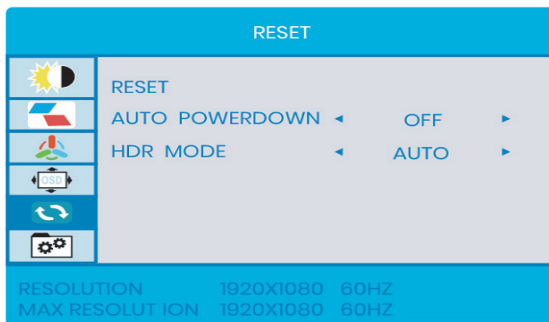 RESET
RESET
AUTO POWERDOWN ◄ OFF ►
HDR MODE ◄ AUTO ►
OSD
RESOLUTION 1920X1080 60HZ
MAX RESOLUT ION 1920X1080 60HZ